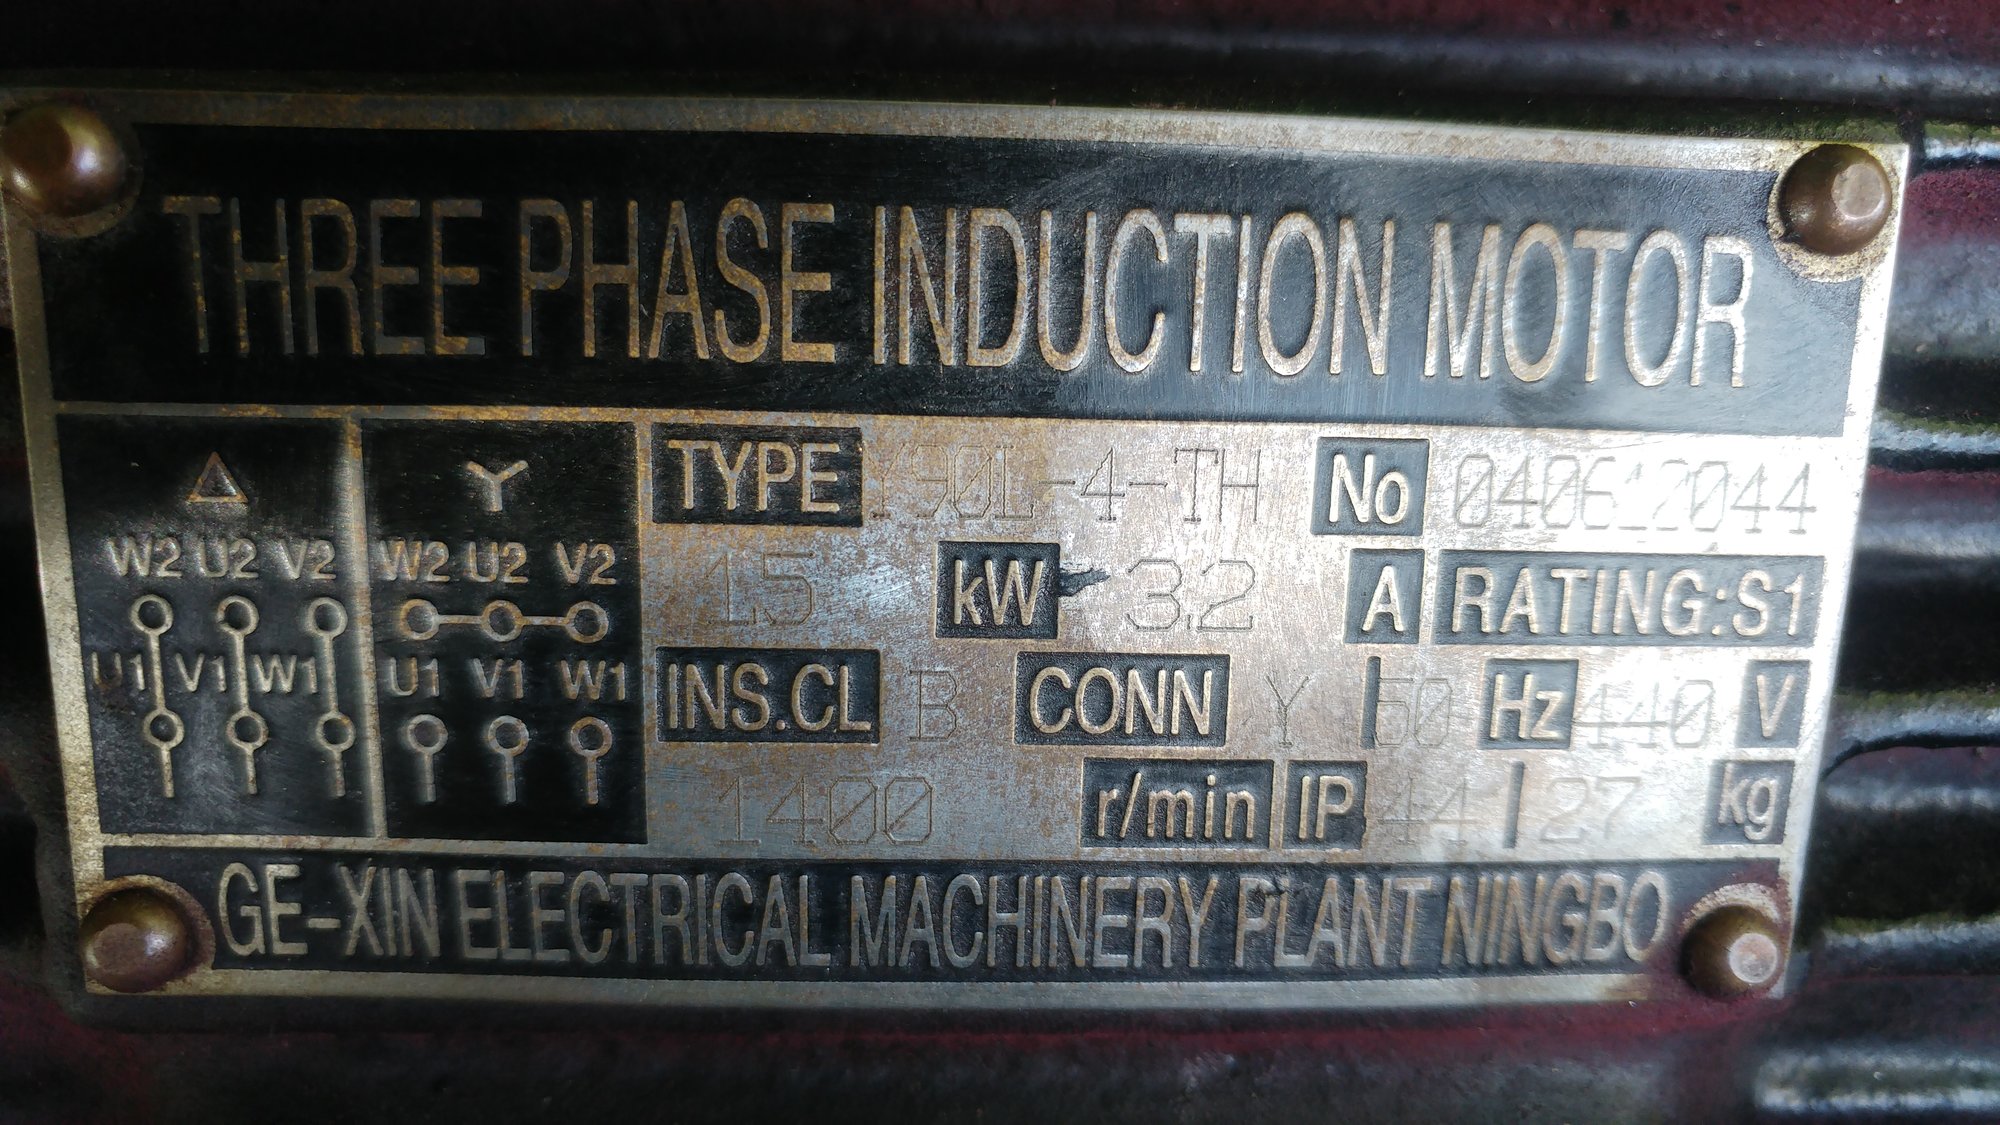 THREE PHASE INDUCTION MOTOR
△ Y TYPE Y90L-4-TH No 040612044
W2 U2 V2 W2 U2 V2 1.5 kW 3.2 A RATING:S1
U1 V1 W1 U1 V1 W1 INS.CL B CONN Y Hz 440 V
1400 r/min IP 44 27 kg
GE-XIN ELECTRICAL MACHINERY PLANT NINGBO